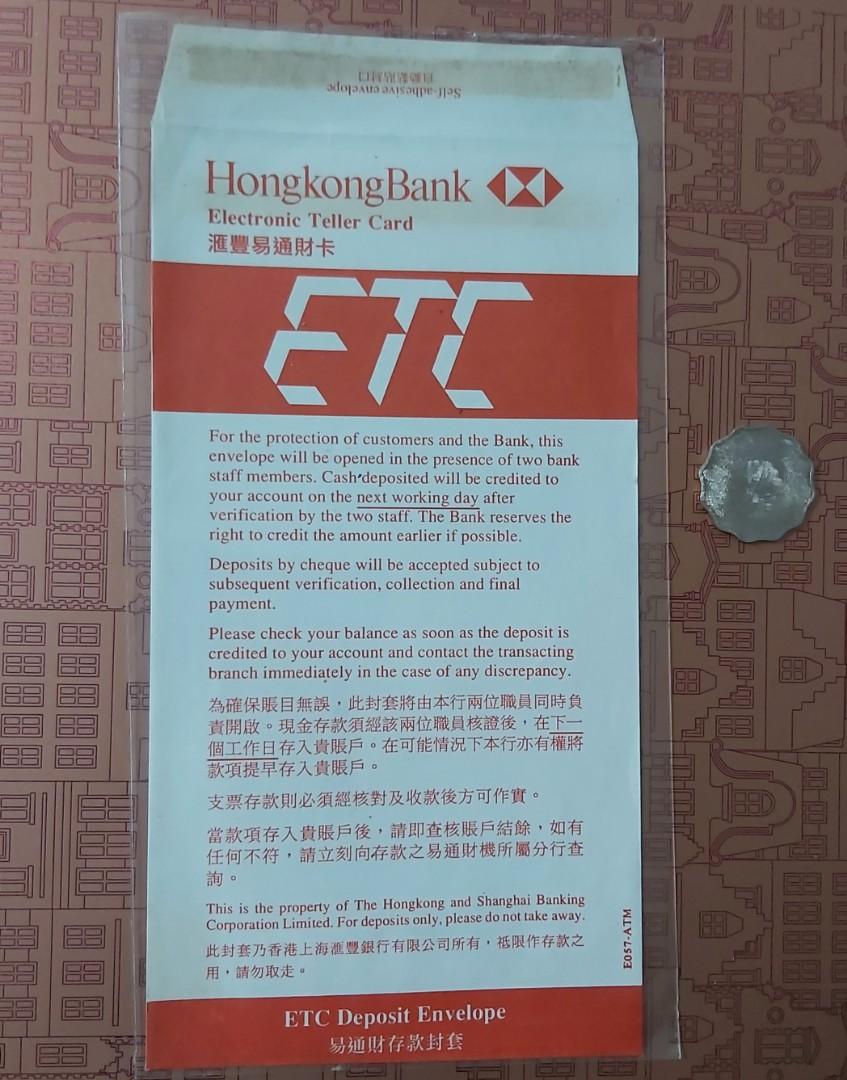 Self-adhesive envelope
自動黏貼封口
HongkongBank
Electronic Teller Card
滙豐易通財卡
ETC
For the protection of customers and the Bank, this
envelope will be opened in the presence of two bank
staff members. Cash deposited will be credited to
your account on the next working day after
verification by the two staff. The Bank reserves the
right to credit the amount earlier if possible.
Deposits by cheque will be accepted subject to
subsequent verification, collection and final
payment.
Please check your balance as soon as the deposit is
credited to your account and contact the transacting
branch immediately in the case of any discrepancy.
為確保賬目無誤，此封套將由本行兩位職員同時負
責開啟。現金存款須經該兩位職員核證後，在下一
個工作日存入貴賬戶。在可能情況下本行亦有權將
款項提早存入貴賬戶。
支票存款則必須經核對及收款後方可作實。
當款項存入貴賬戶後，請即查核賬戶結餘，如有
任何不符，請立刻向存款之易通財機所屬分行查
詢。
This is the property of The Hongkong and Shanghai Banking
Corporation Limited. For deposits only, please do not take away.
此封套乃香港上海滙豐銀行有限公司所有，祗限作存款之
用，請勿取走。
E057-ATM
ETC Deposit Envelope
易通財存款封套